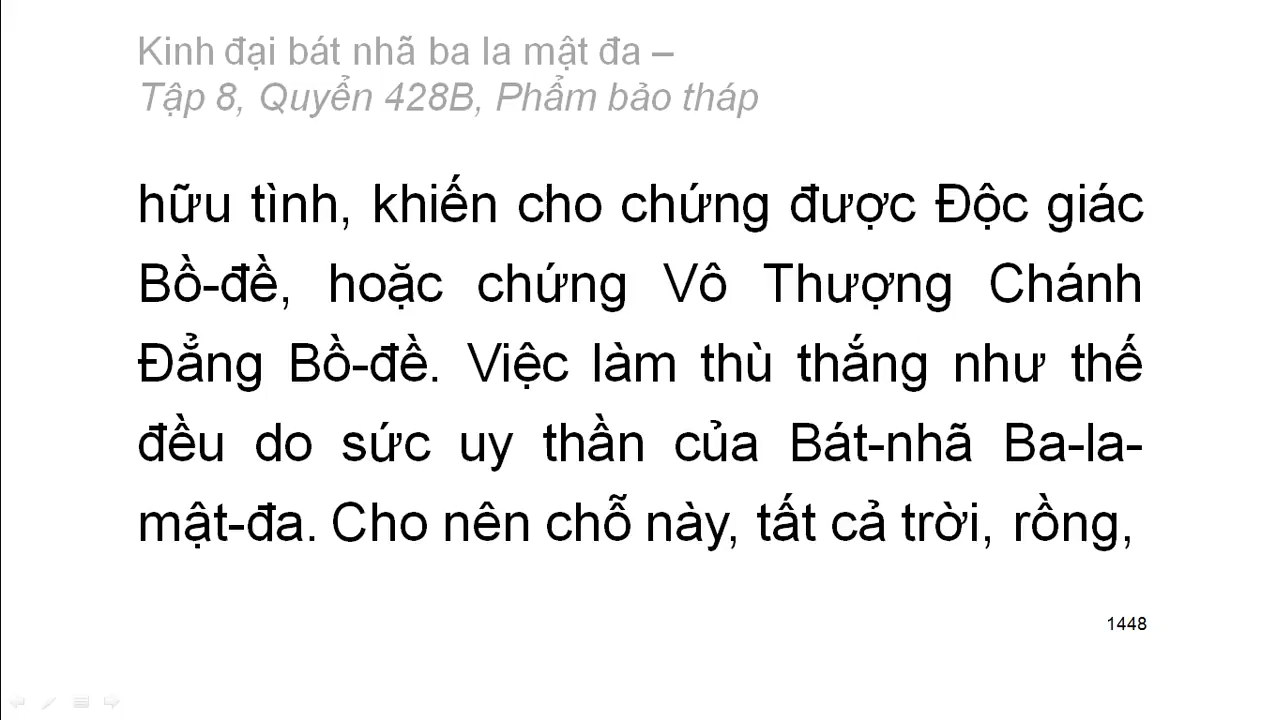 Kinh đại bát nhã ba la mật đa –
Tập 8, Quyển 428B, Phẩm bảo tháp
hữu tình, khiến cho chứng được Độc giác
Bồ-đề, hoặc chứng Vô Thượng Chánh
Đẳng Bồ-đề. Việc làm thù thắng như thế
đều do sức uy thần của Bát-nhã Ba-la-
mật-đa. Cho nên chỗ này, tất cả trời, rồng,
1448